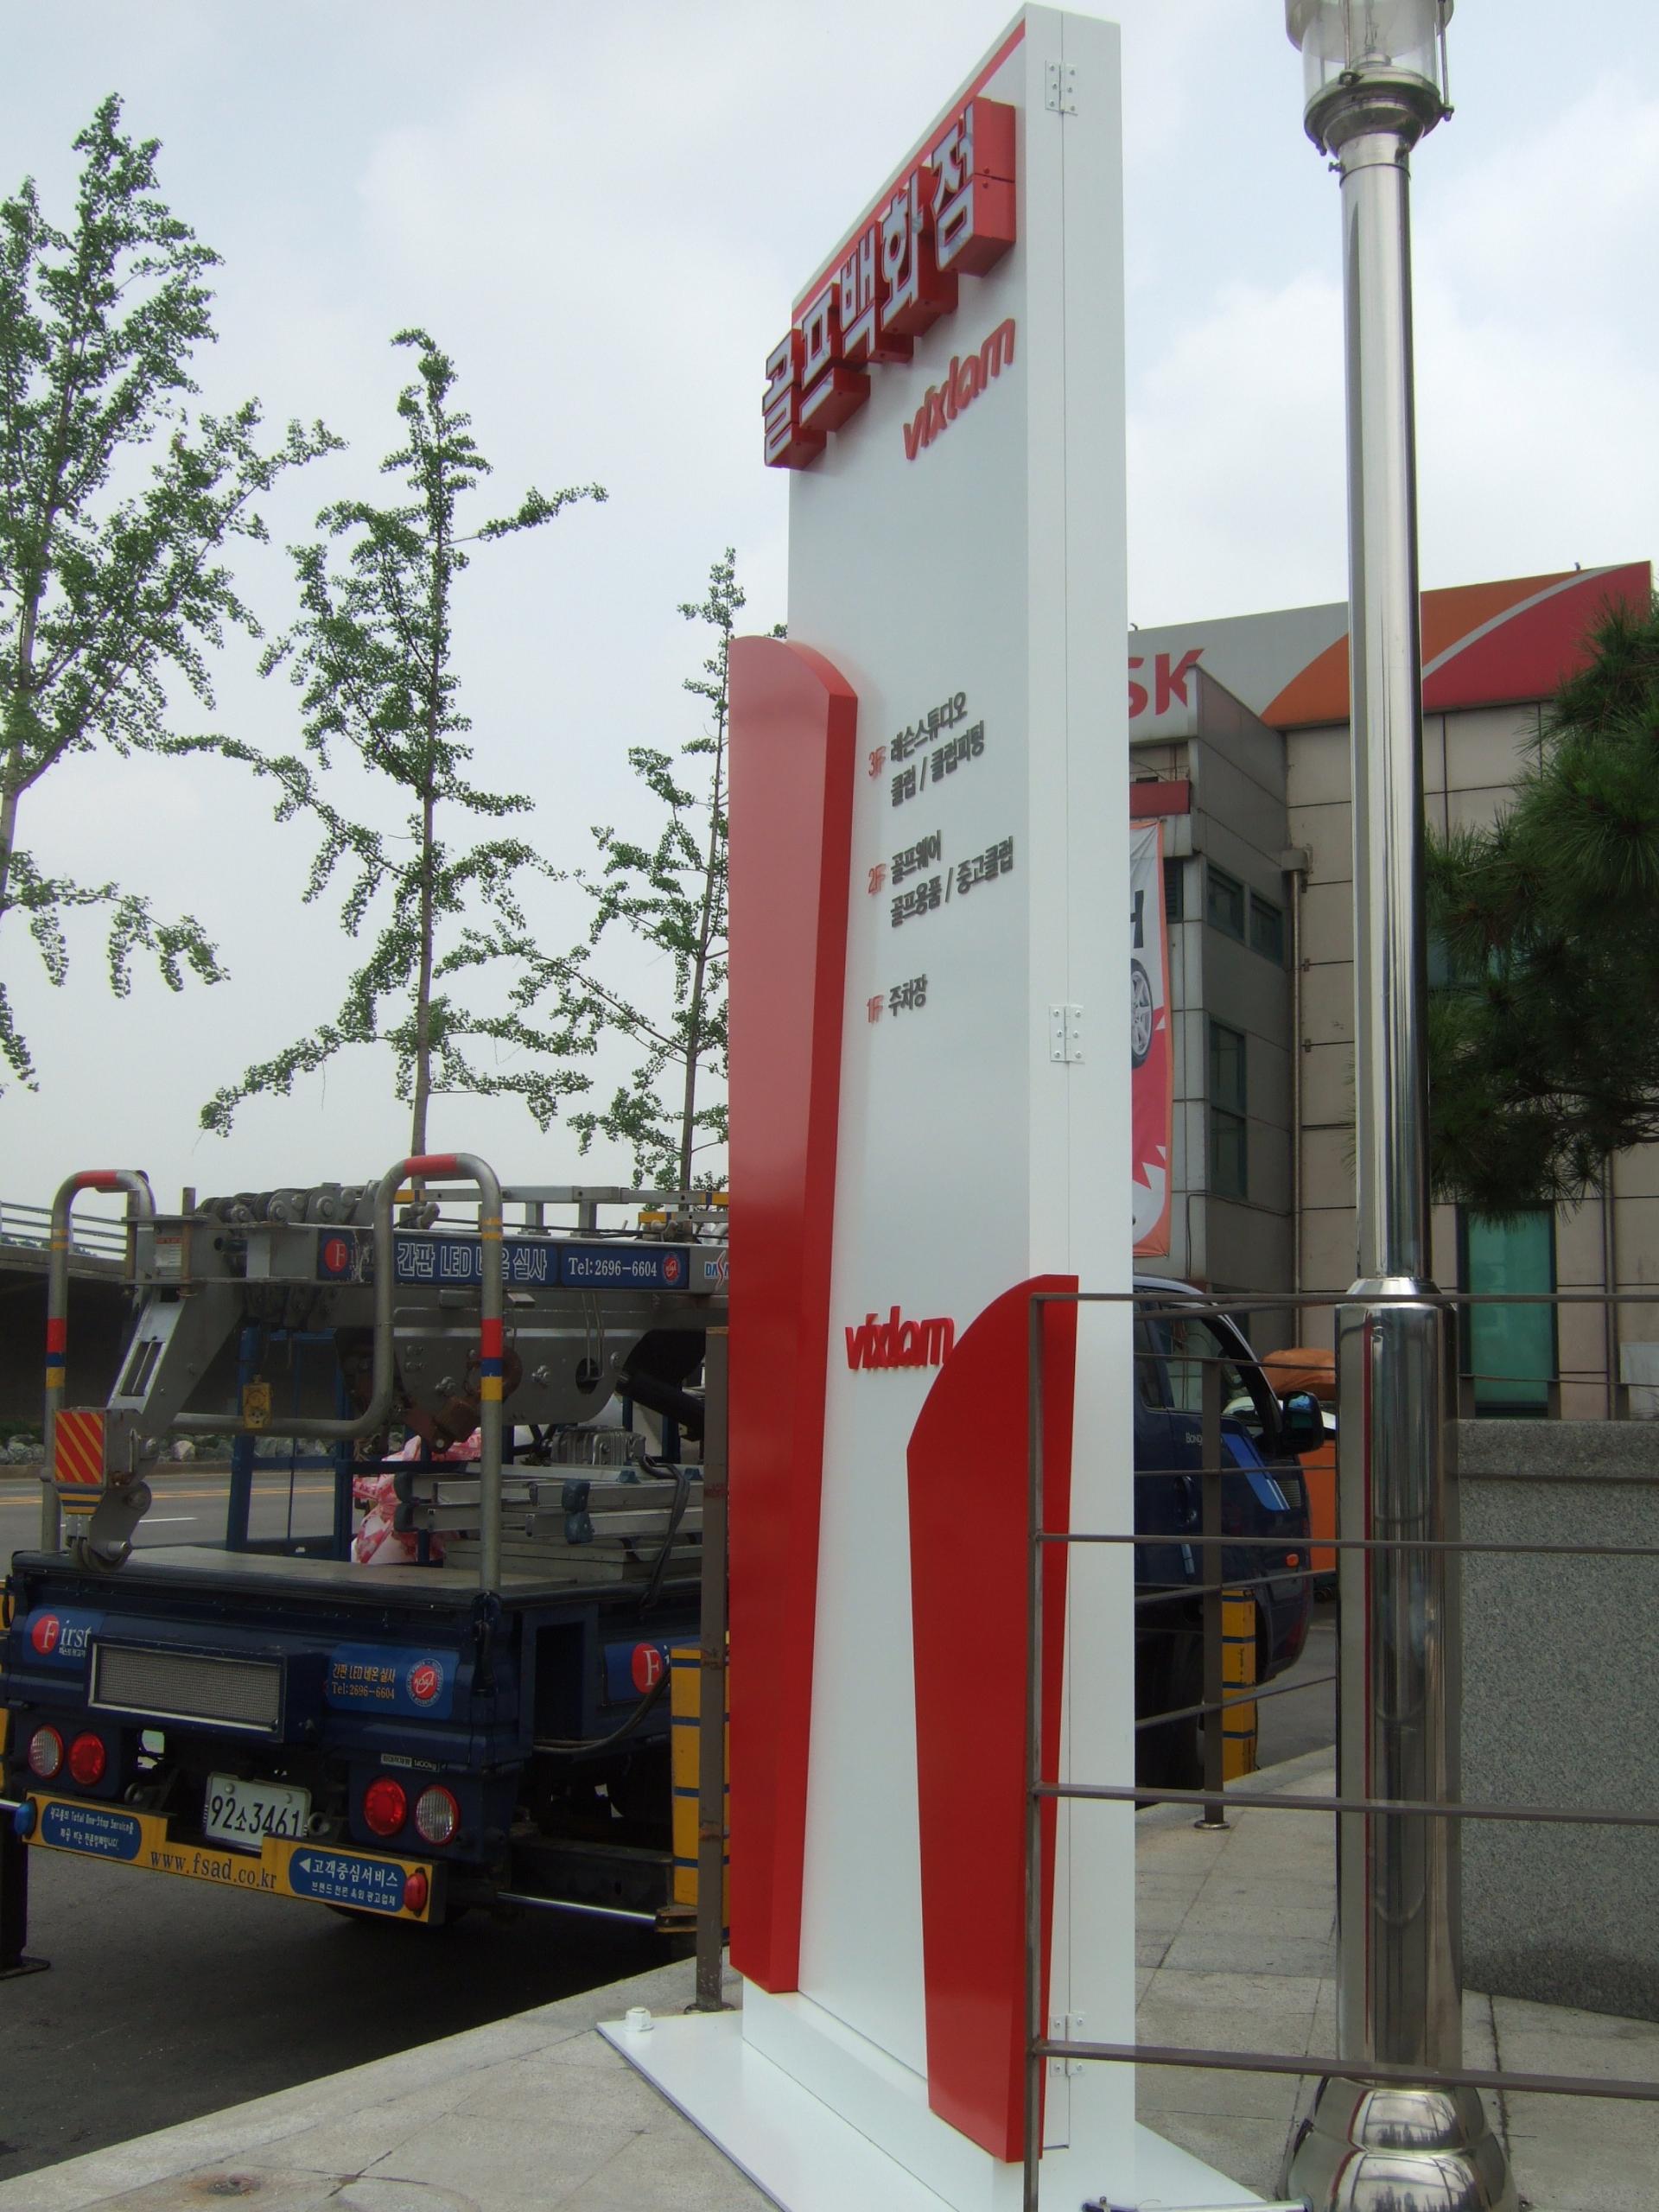 골프백화점
vixlam
SK
3F 레슨스튜디오
클럽 / 클럽피팅
2F 골프웨어
골프용품 / 중고클럽
1F 주차장
H
vixlam
간판 LED 네온 실사
Tel:2696-6604
First
간판 LED 네온 실사
Tel:2696-6604
92소3461
www.fsad.co.kr
고객중심서비스
Bongo